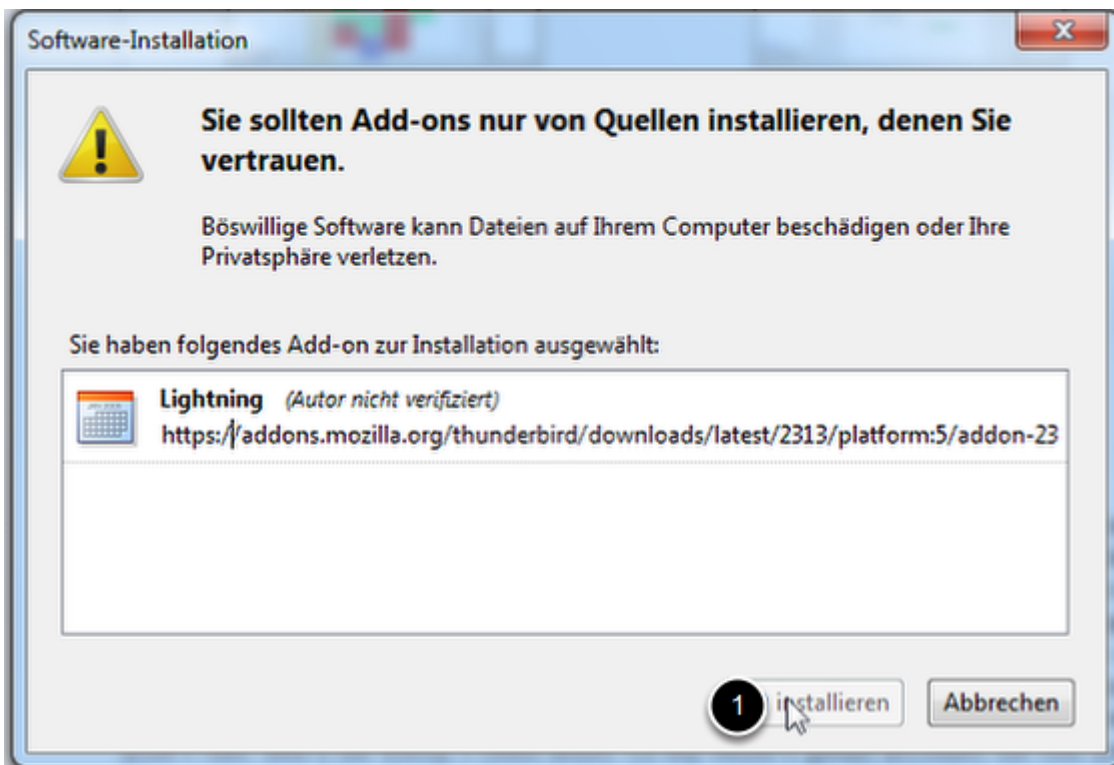 Software-Installation
Sie sollten Add-ons nur von Quellen installieren, denen Sie
vertrauen.
Böswillige Software kann Dateien auf Ihrem Computer beschädigen oder Ihre
Privatsphäre verletzen.
Sie haben folgendes Add-on zur Installation ausgewählt:
Lightning (Autor nicht verifiziert)
https://addons.mozilla.org/thunderbird/downloads/latest/2313/platform:5/addon-23
1 installieren Abbrechen